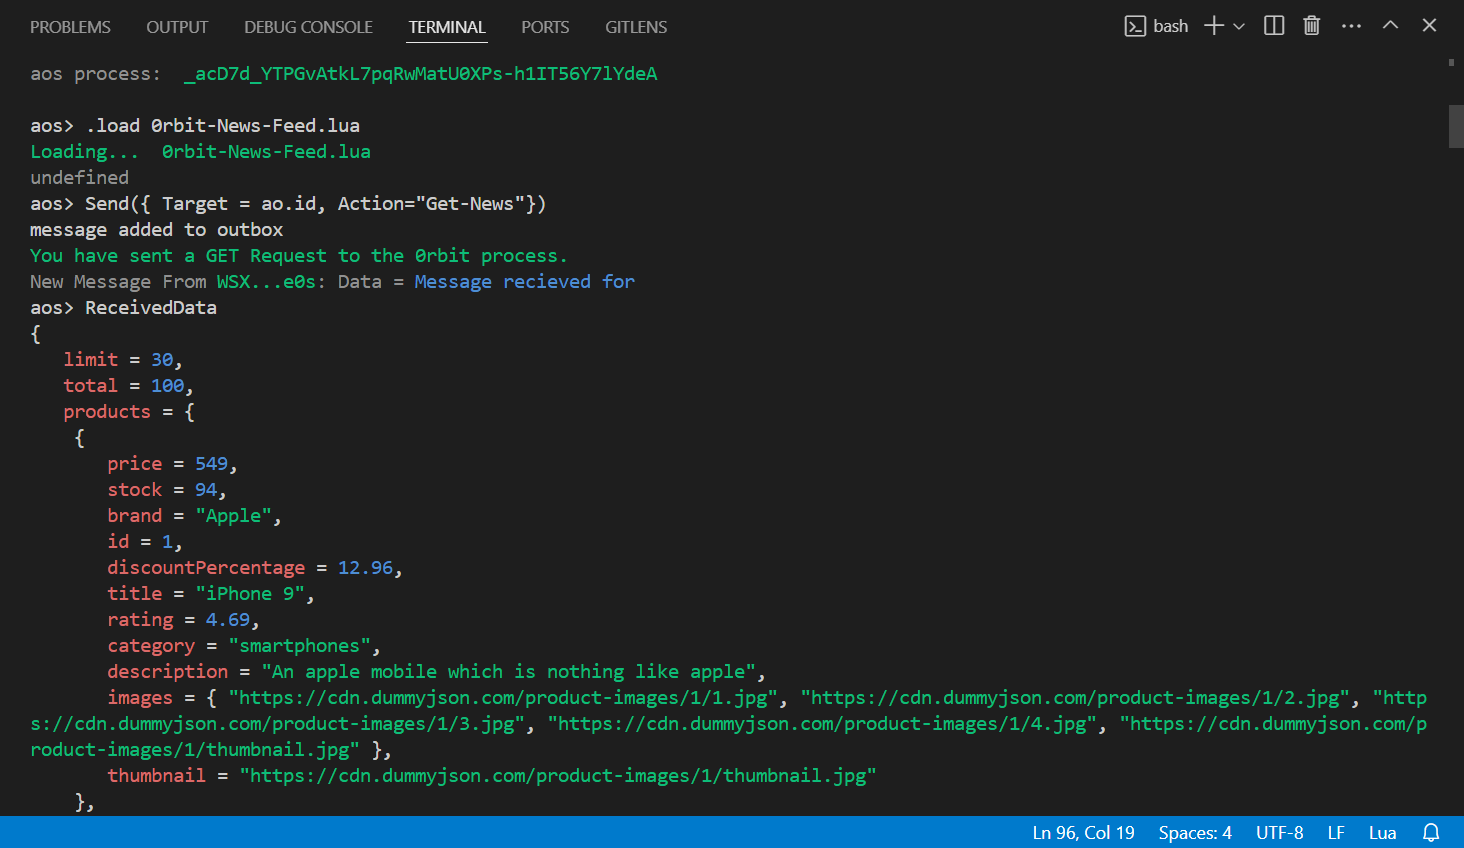 PROBLEMS OUTPUT DEBUG CONSOLE TERMINAL PORTS GITLENS bash
aos process:  _acD7d_YTPGvAtkL7pqRwMatU0XPs-h1IT56Y7lYdeA
aos> .load 0rbit-News-Feed.lua
Loading...  0rbit-News-Feed.lua
undefined
aos> Send({ Target = ao.id, Action="Get-News"})
message added to outbox
You have sent a GET Request to the 0rbit process.
New Message From WSX...e0s: Data = Message recieved for
aos> ReceivedData
{
   limit = 30,
   total = 100,
   products = {
    {
       price = 549,
       stock = 94,
       brand = "Apple",
       id = 1,
       discountPercentage = 12.96,
       title = "iPhone 9",
       rating = 4.69,
       category = "smartphones",
       description = "An apple mobile which is nothing like apple",
       images = { "https://cdn.dummyjson.com/product-images/1/1.jpg", "https://cdn.dummyjson.com/product-images/1/2.jpg", "http
s://cdn.dummyjson.com/product-images/1/3.jpg", "https://cdn.dummyjson.com/product-images/1/4.jpg", "https://cdn.dummyjson.com/p
roduct-images/1/thumbnail.jpg" },
       thumbnail = "https://cdn.dummyjson.com/product-images/1/thumbnail.jpg"
    },
Ln 96, Col 19 Spaces: 4 UTF-8 LF Lua